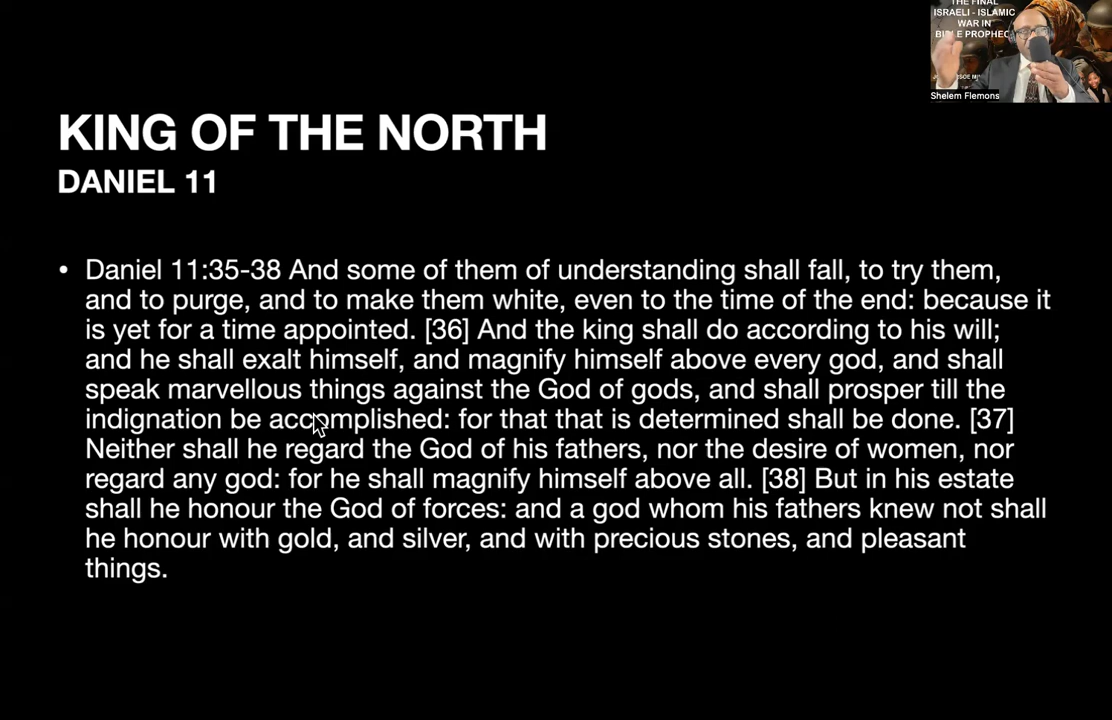 THE FINAL
ISRAELI - ISLAMIC
WAR IN
Shelem Flemons
KING OF THE NORTH
DANIEL 11
• Daniel 11:35-38 And some of them of understanding shall fall, to try them,
and to purge, and to make them white, even to the time of the end: because it
is yet for a time appointed. [36] And the king shall do according to his will;
and he shall exalt himself, and magnify himself above every god, and shall
speak marvellous things against the God of gods, and shall prosper till the
indignation be accomplished: for that that is determined shall be done. [37]
Neither shall he regard the God of his fathers, nor the desire of women, nor
regard any god: for he shall magnify himself above all. [38] But in his estate
shall he honour the God of forces: and a god whom his fathers knew not shall
he honour with gold, and silver, and with precious stones, and pleasant
things.